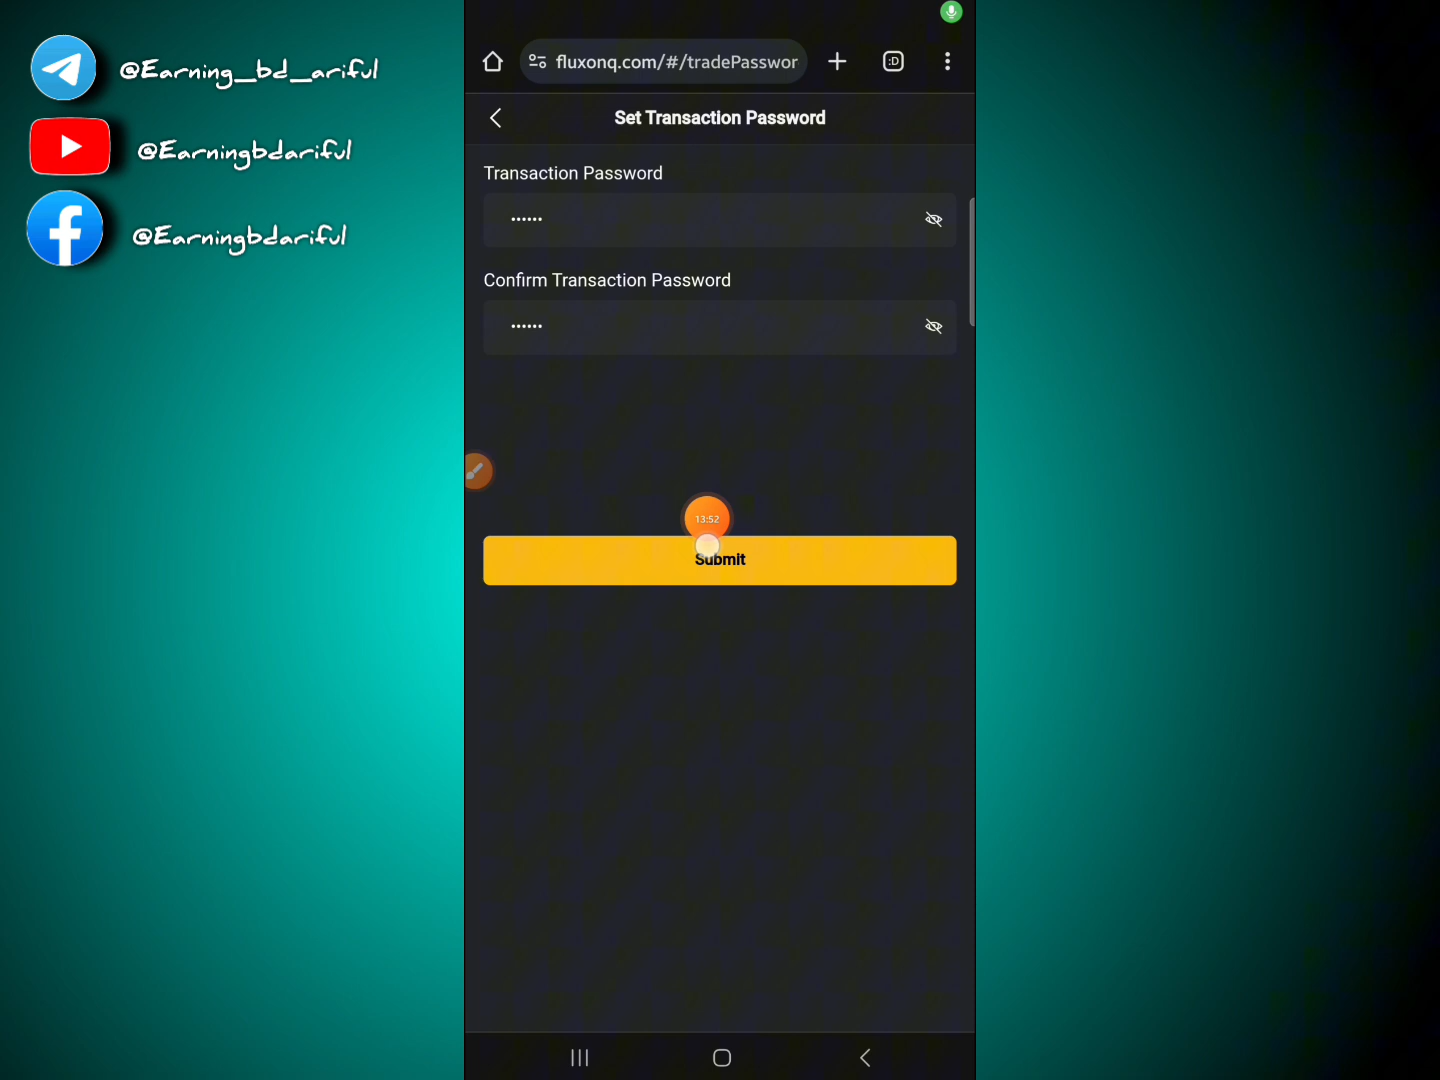 @Earning_bd_ariful
@Earningbdariful
@Earningbdariful
fluxonq.com/#/tradePasswor
:D
Set Transaction Password
Transaction Password
••••••
Confirm Transaction Password
••••••
13:52
Submit